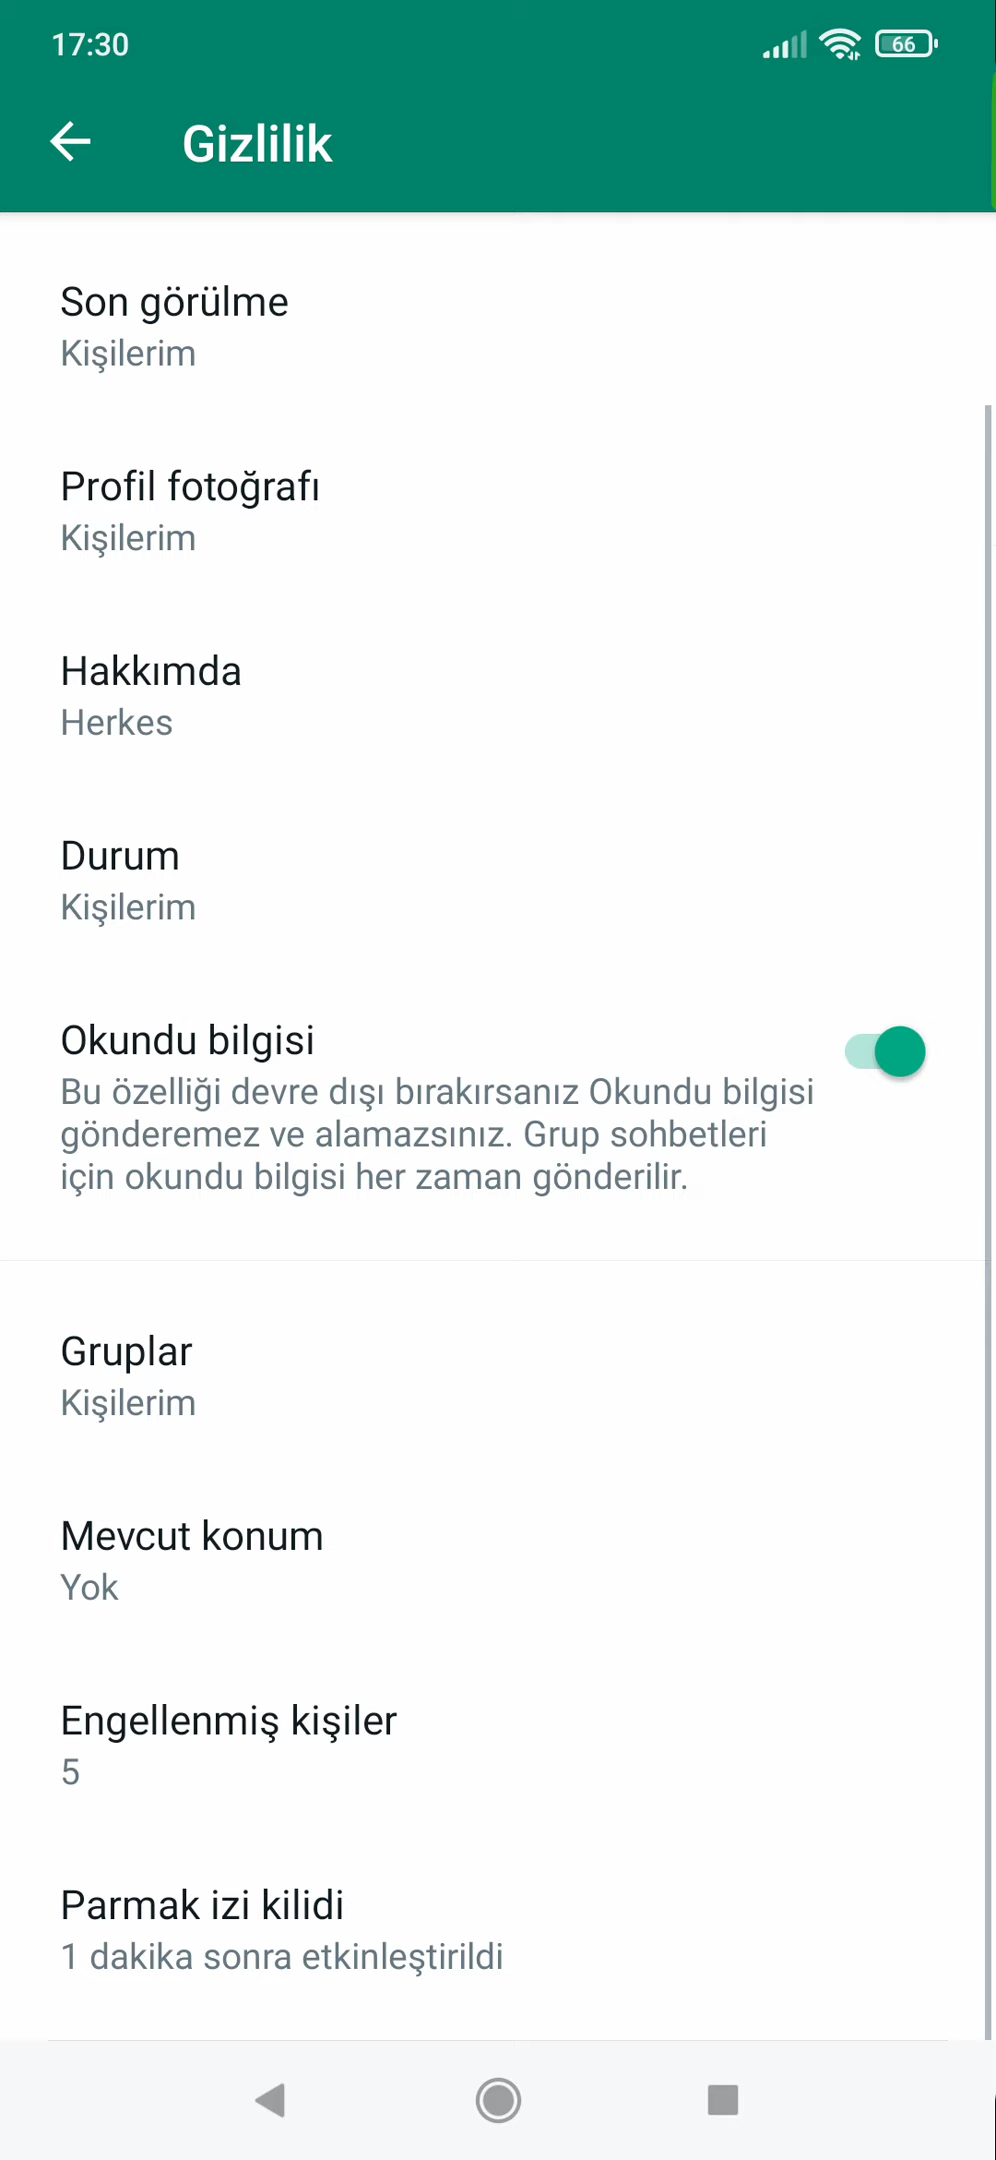 17:30
66
Gizlilik
Son görülme
Kişilerim
Profil fotoğrafı
Kişilerim
Hakkımda
Herkes
Durum
Kişilerim
Okundu bilgisi
Bu özelliği devre dışı bırakırsanız Okundu bilgisi
gönderemez ve alamazsınız. Grup sohbetleri
için okundu bilgisi her zaman gönderilir.
Gruplar
Kişilerim
Mevcut konum
Yok
Engellenmiş kişiler
5
Parmak izi kilidi
1 dakika sonra etkinleştirildi